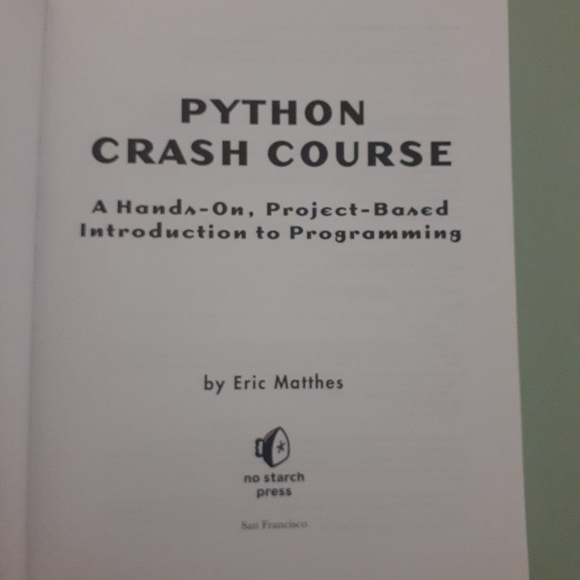 PYTHON
CRASH COURSE
A Hands-On, Project-Based
Introduction to Programming
by Eric Matthes
no starch
press
San Francisco